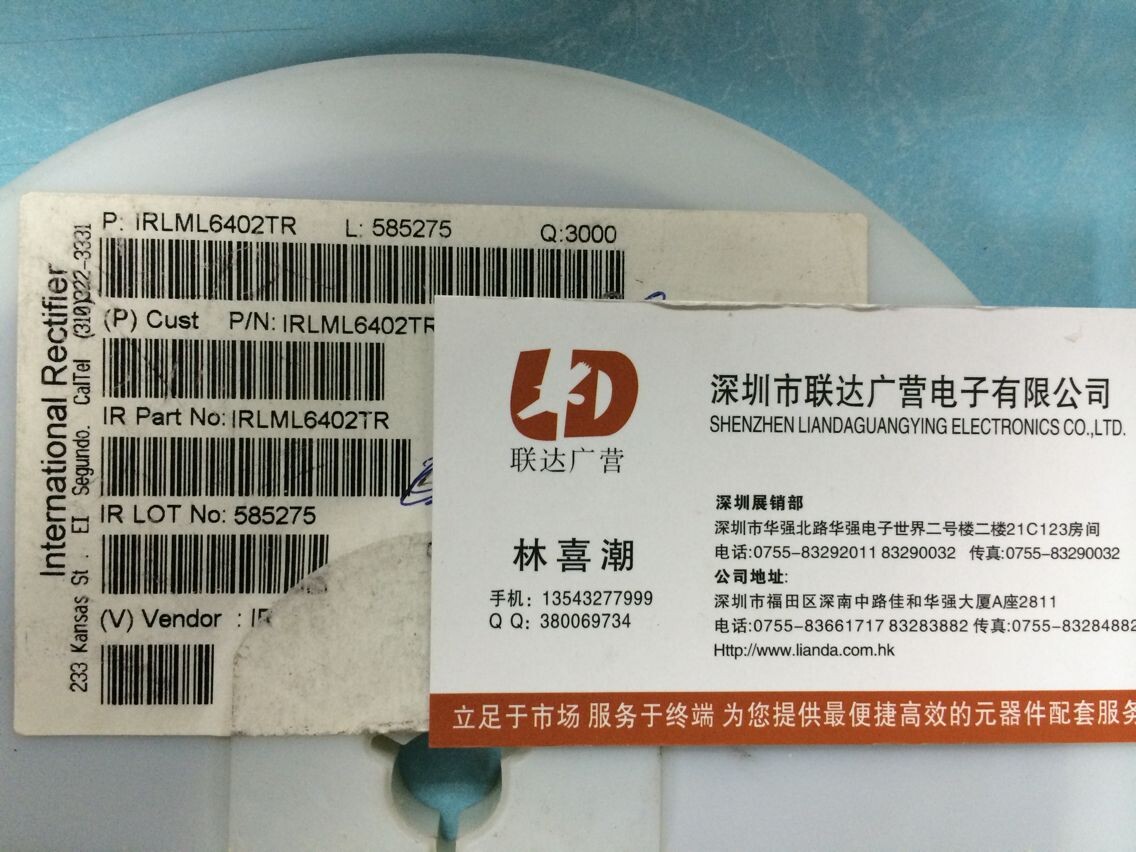 P: IRLML6402TR L: 585275 Q:3000
(P) Cust P/N: IRLML6402TR
IR Part No: IRLML6402TR
IR LOT No: 585275
(V) Vendor : IR
International Rectifier
233 Kansas St . EI Segundo. CalTel (310)322-3331
LD
联达广营
深圳市联达广营电子有限公司
SHENZHEN LIANDAGUANGYING ELECTRONICS CO.,LTD.
林喜潮
手机: 13543277999
Q Q: 380069734
深圳展销部
深圳市华强北路华强电子世界二号楼二楼21C123房间
电话:0755-83292011 83290032 传真:0755-83290032
公司地址:
深圳市福田区深南中路佳和华强大厦A座2811
电话:0755-83661717 83283882 传真:0755-83284882
Http://www.lianda.com.hk
立足于市场 服务于终端 为您提供最便捷高效的元器件配套服务